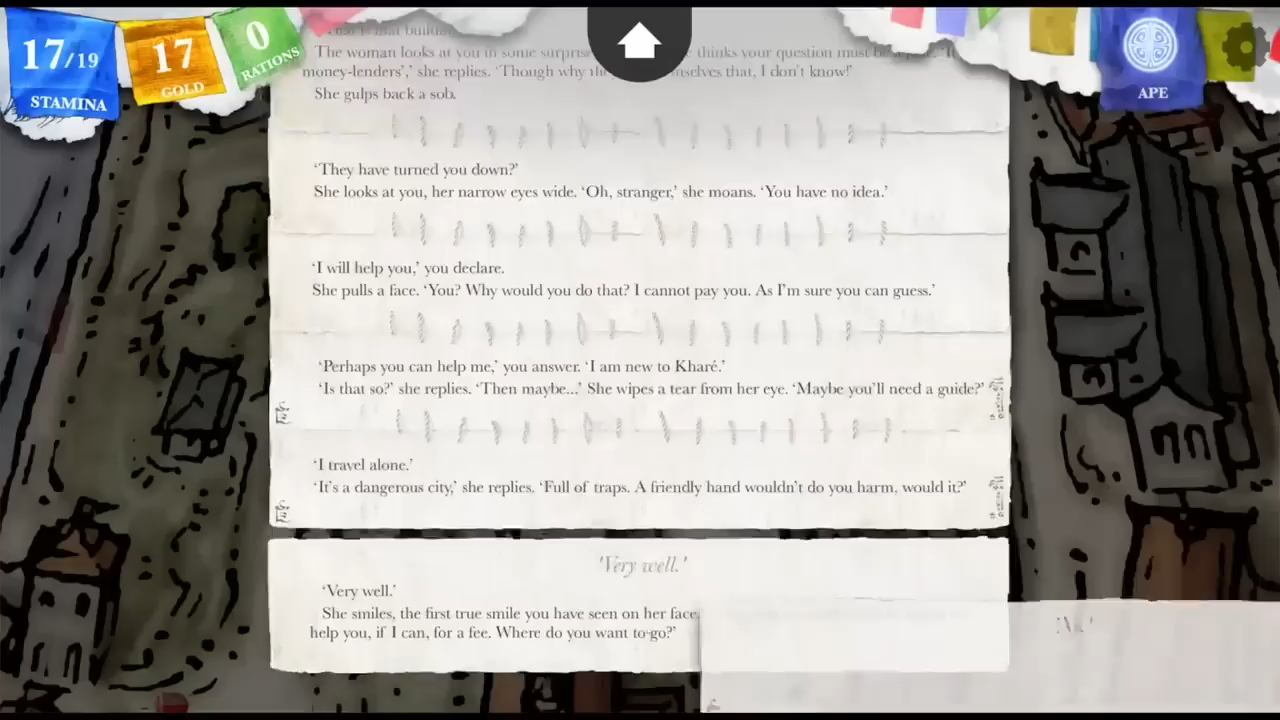 17/19
STAMINA
17
GOLD
0
RATIONS
APE
The woman looks at you in some surprise thinks your question must
money-lenders’,’ she replies. ‘Though why that, I don’t know!’
She gulps back a sob.
‘They have turned you down?’
She looks at you, her narrow eyes wide. ‘Oh, stranger,’ she moans. ‘You have no idea.’
‘I will help you,’ you declare.
She pulls a face. ‘You? Why would you do that? I cannot pay you. As I’m sure you can guess.’
‘Perhaps you can help me,’ you answer. ‘I am new to Kharé.’
‘Is that so?’ she replies. ‘Then maybe...’ She wipes a tear from her eye. ‘Maybe you’ll need a guide?’
‘I travel alone.’
‘It’s a dangerous city,’ she replies. ‘Full of traps. A friendly hand wouldn’t do you harm, would it?’
'Very well.'
‘Very well.’
She smiles, the first true smile you have seen on her face.
help you, if I can, for a fee. Where do you want to go?’